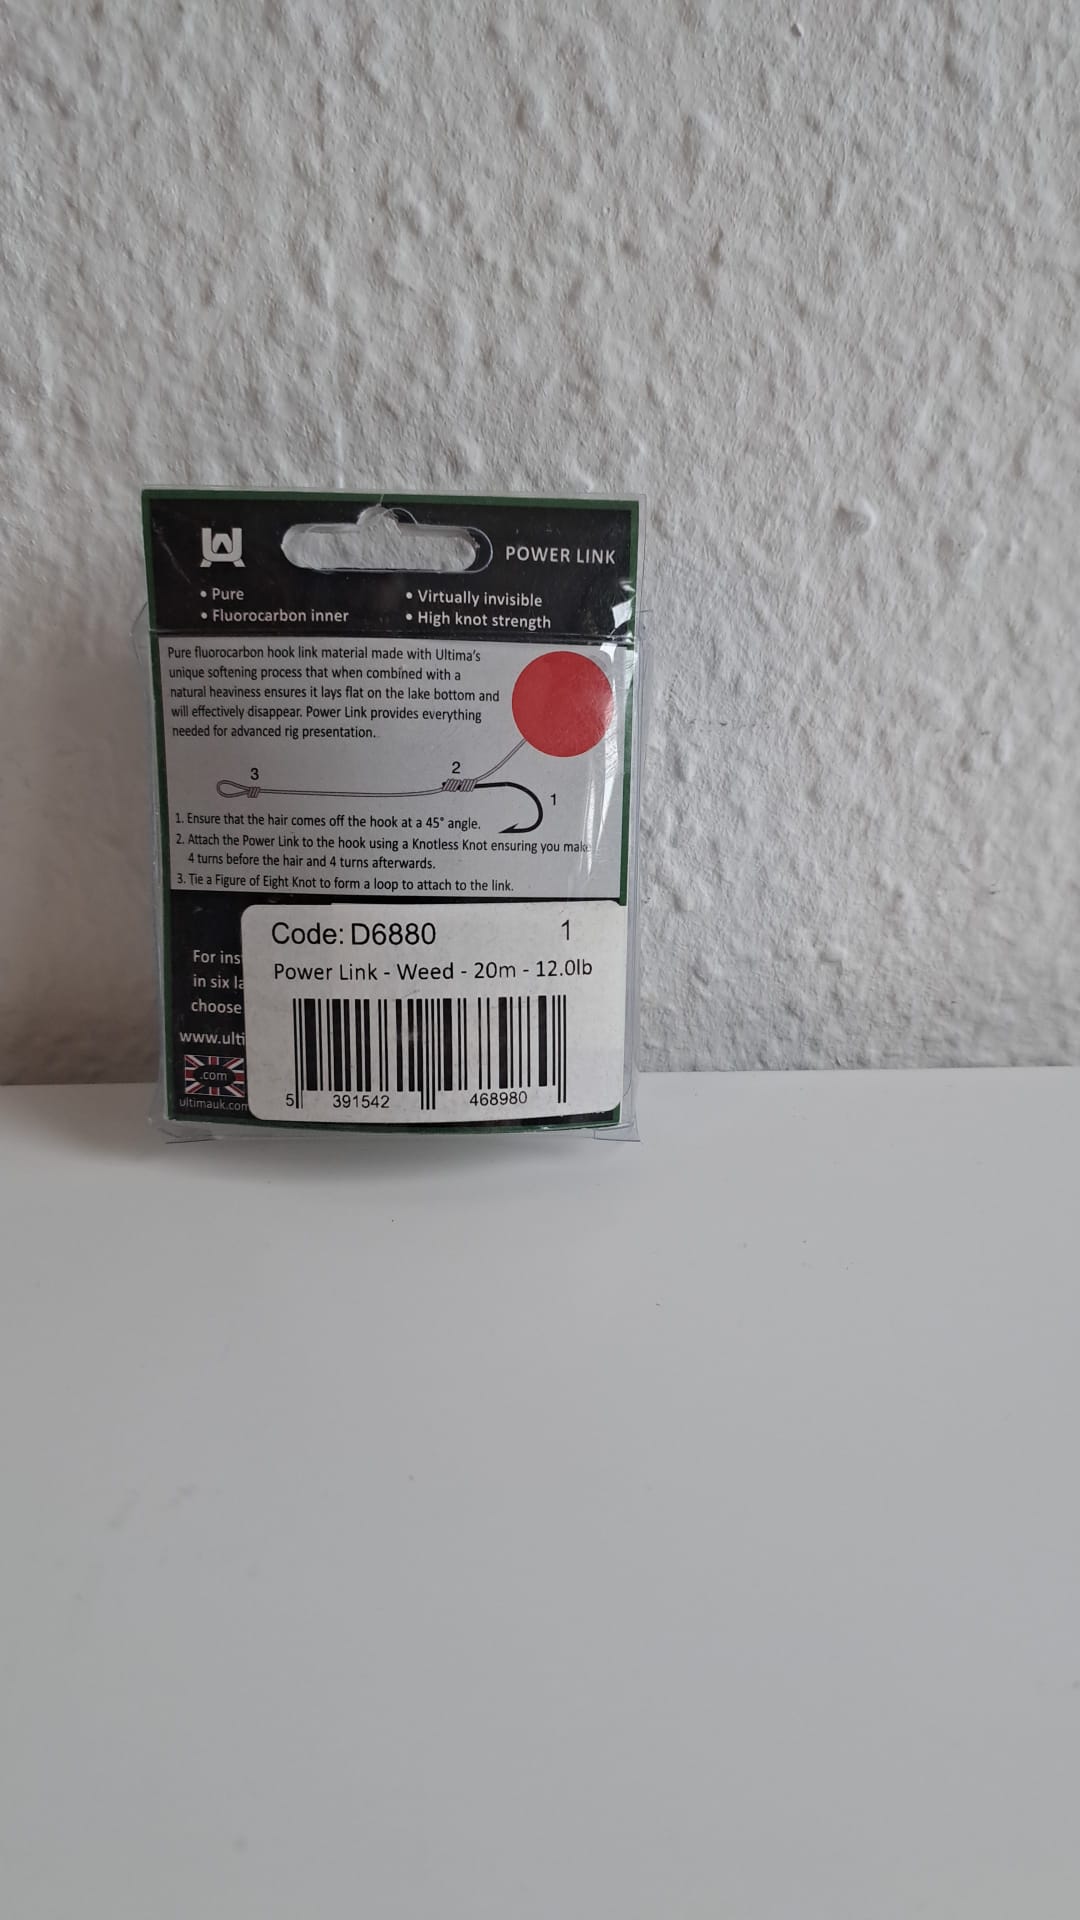 POWER LINK
• Pure
• Fluorocarbon inner
• Virtually invisible
• High knot strength
Pure fluorocarbon hook link material made with Ultima's
unique softening process that when combined with a
natural heaviness ensures it lays flat on the lake bottom and
will effectively disappear. Power Link provides everything
needed for advanced rig presentation.
3
2
1
1. Ensure that the hair comes off the hook at a 45° angle.
2. Attach the Power Link to the hook using a Knotless Knot ensuring you make
4 turns before the hair and 4 turns afterwards.
3. Tie a Figure of Eight Knot to form a loop to attach to the link.
Code: D6880 1
Power Link - Weed - 20m - 12.0lb
5 391542 468980
For ins
in six la
choose
www.ulti
.com
ultimauk.com